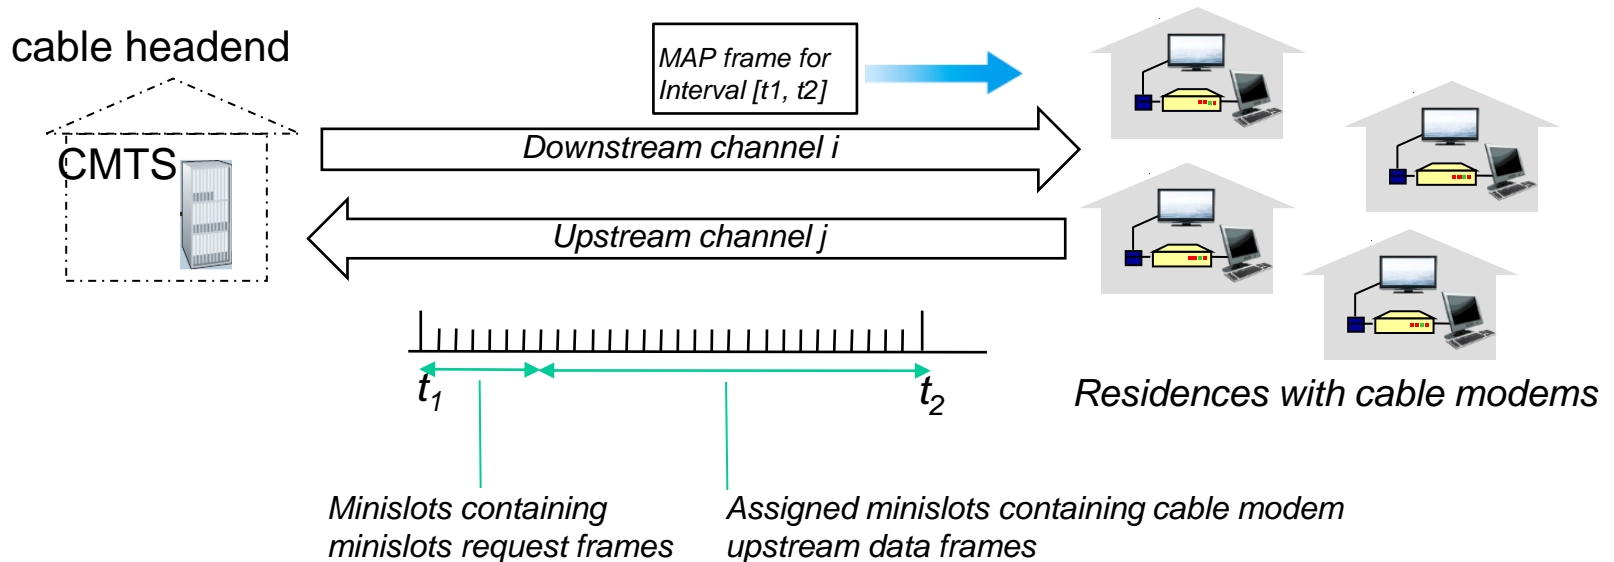 cable headend
MAP frame for
Interval [t1, t2]
CMTS
Downstream channel i
Upstream channel j
t1
t2
Residences with cable modems
Minislots containing
minislots request frames
Assigned minislots containing cable modem
upstream data frames